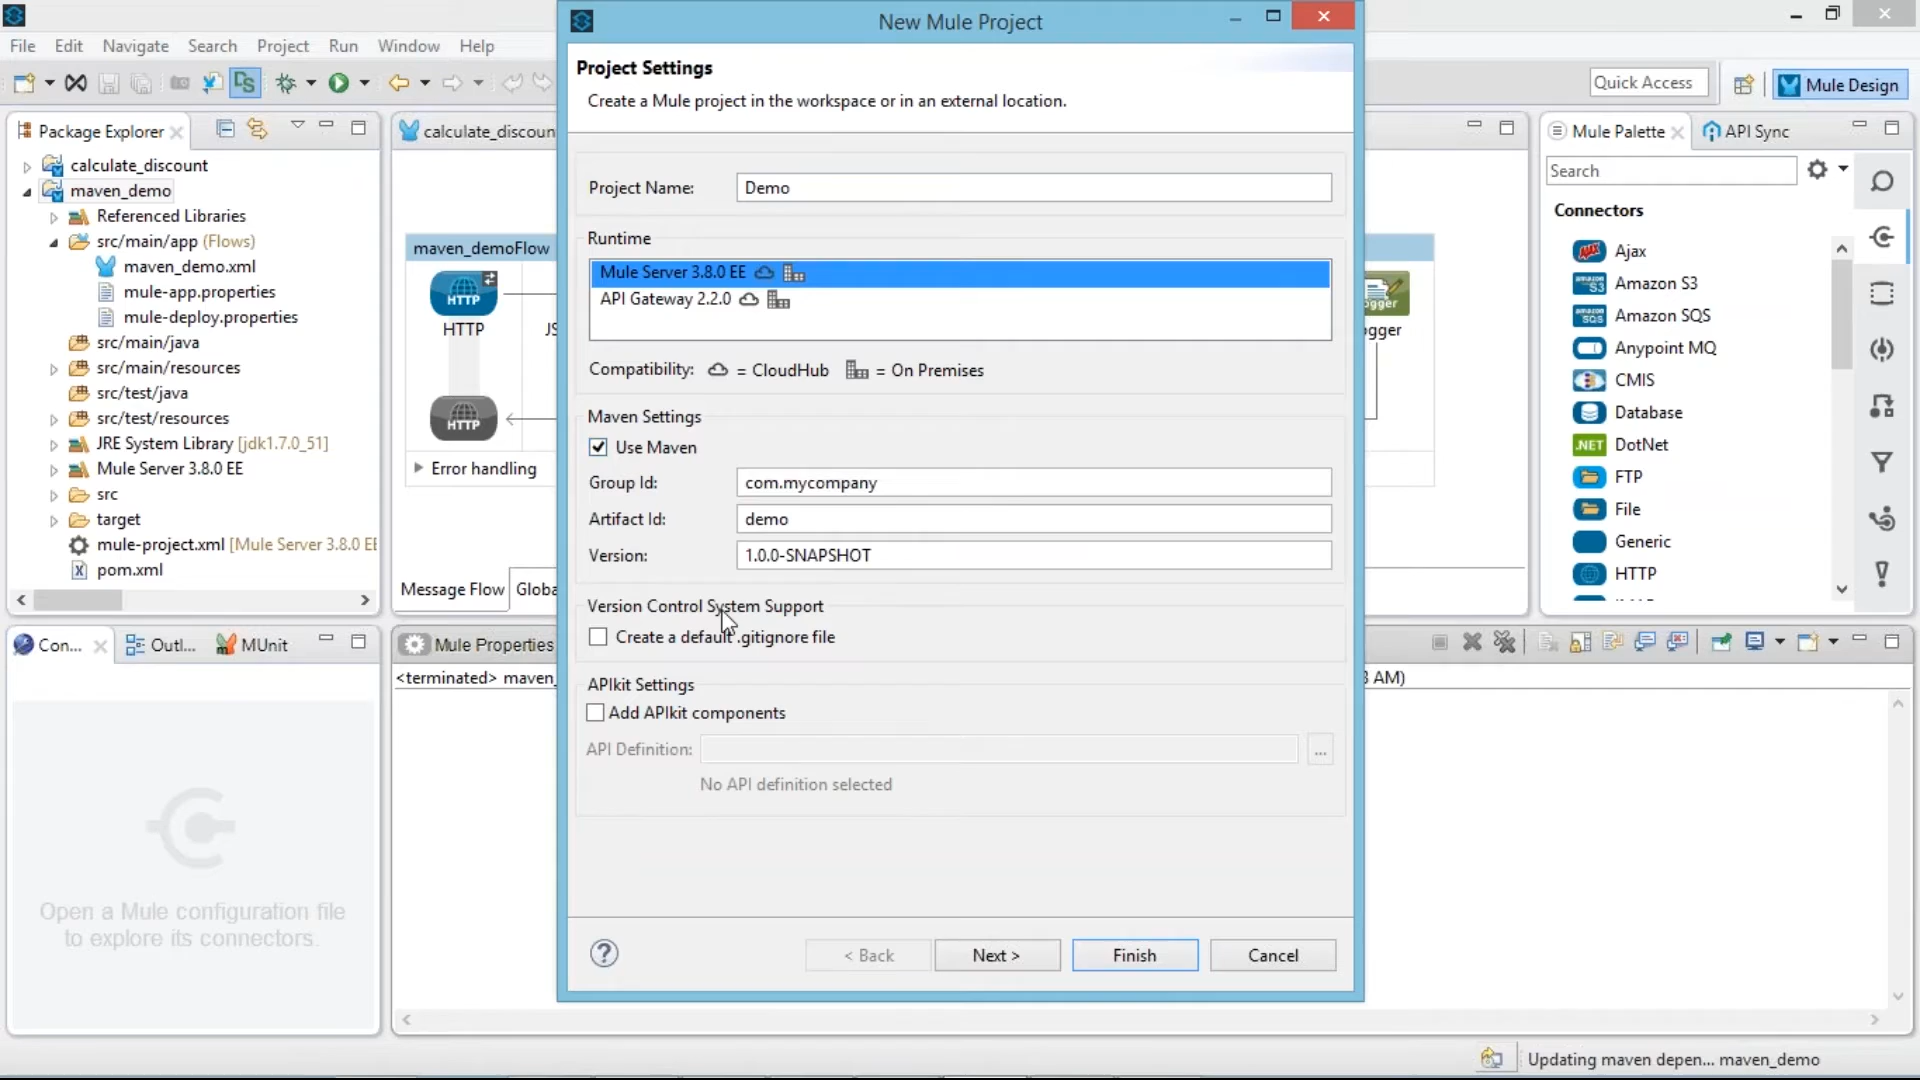 New Mule Project
File Edit Navigate Search Project Run Window Help
Quick Access
Mule Design
Package Explorer
calculate_discount
maven_demo
Referenced Libraries
src/main/app (Flows)
maven_demo.xml
mule-app.properties
mule-deploy.properties
src/main/java
src/main/resources
src/test/java
src/test/resources
JRE System Library [jdk1.7.0_51]
Mule Server 3.8.0 EE
src
target
mule-project.xml [Mule Server 3.8.0 EE
pom.xml
calculate_discoun
maven_demoFlow
HTTP
HTTP
JS
HTTP
Error handling
Message Flow
Globa
gger
gger
Project Settings
Create a Mule project in the workspace or in an external location.
Project Name: Demo
Runtime
Mule Server 3.8.0 EE
API Gateway 2.2.0
Compatibility: = CloudHub = On Premises
Maven Settings
Use Maven
Group Id: com.mycompany
Artifact Id: demo
Version: 1.0.0-SNAPSHOT
Version Control System Support
Create a default .gitignore file
APIkit Settings
Add APIkit components
API Definition: ...
No API definition selected
< Back Next > Finish Cancel
Mule Palette API Sync
Search
Connectors
Ajax
amazon S3 Amazon S3
amazon SQS Amazon SQS
Anypoint MQ
CMIS
Database
.NET DotNet
FTP
File
Generic
HTTP
Con... Outl... MUnit
Open a Mule configuration file
to explore its connectors.
Mule Properties
<terminated> maven_
AM)
Updating maven depen... maven_demo